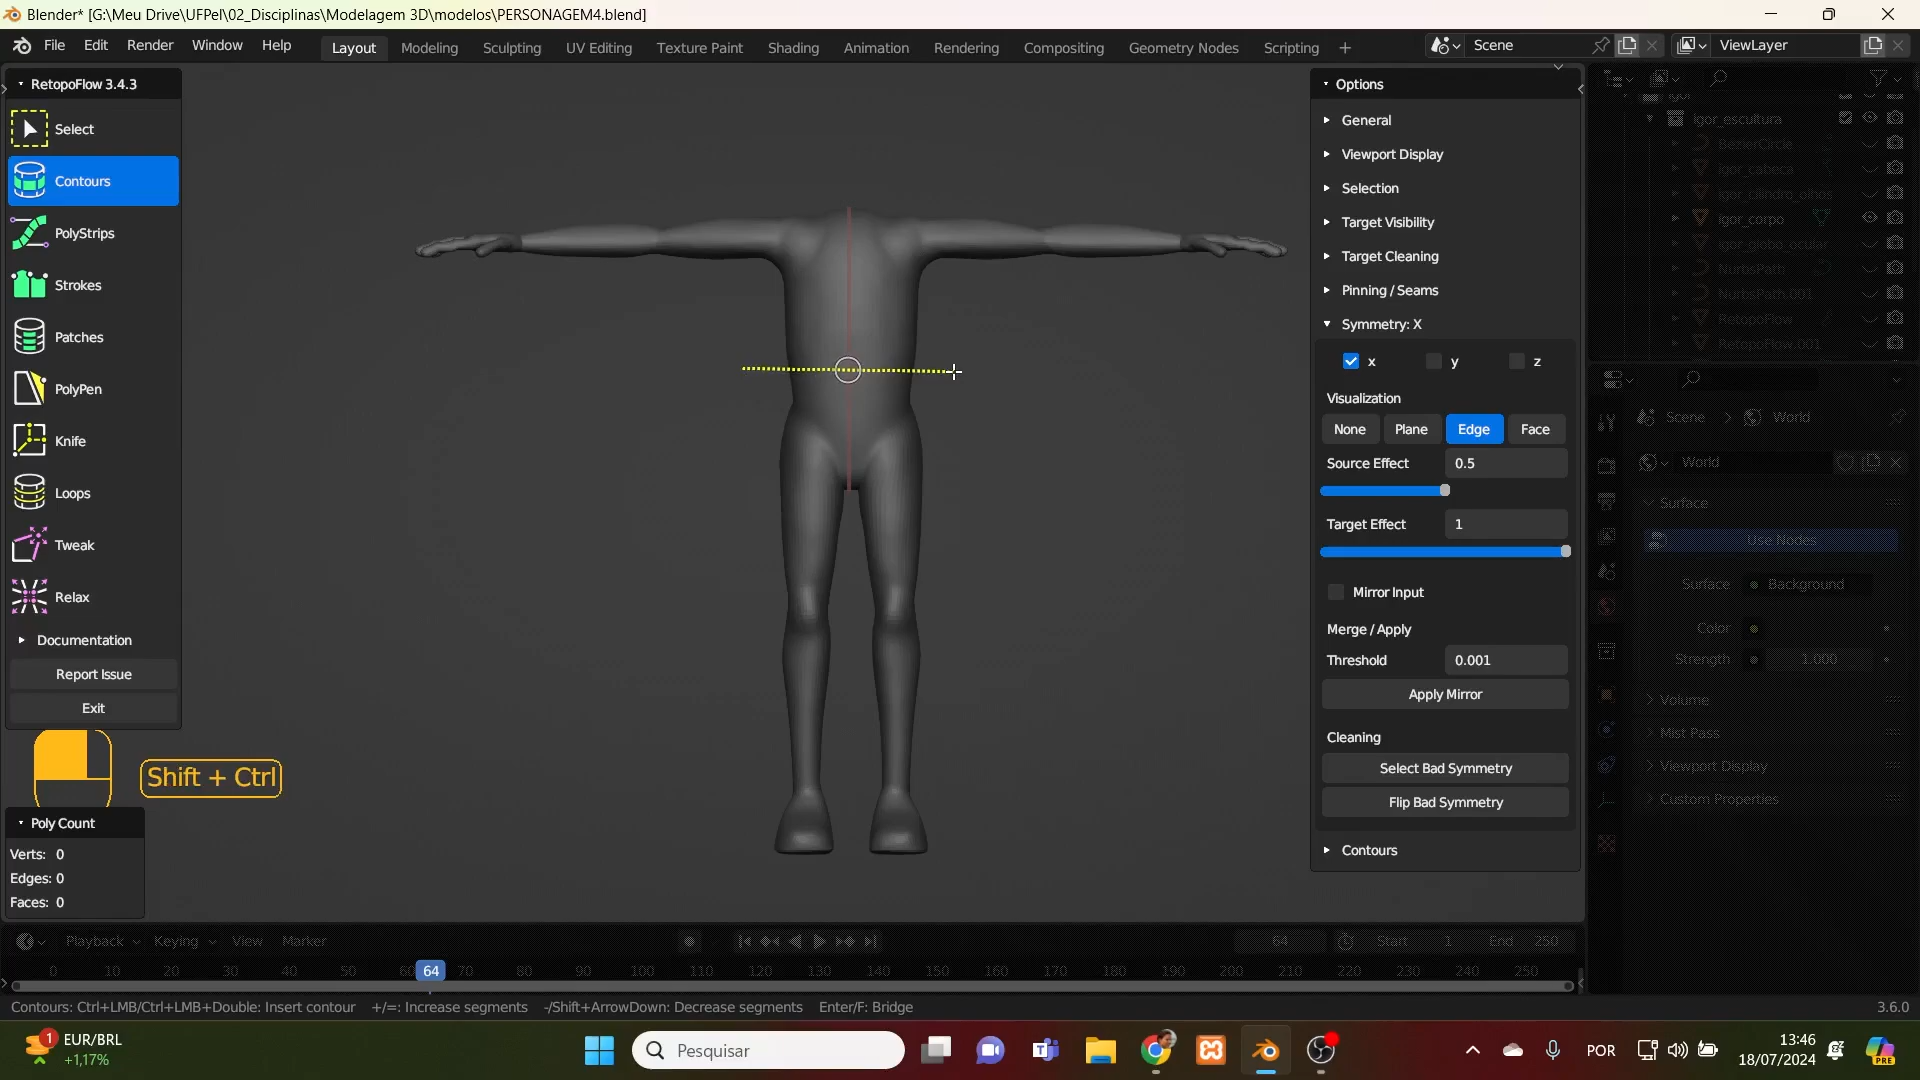 Blender* [G:\Meu Drive\UFPel\02_Disciplinas\Modelagem 3D\modelos\PERSONAGEM4.blend]
File Edit Render Window Help Layout Modeling Sculpting UV Editing Texture Paint Shading Animation Rendering Compositing Geometry Nodes Scripting + Scene ViewLayer
RetopoFlow 3.4.3
Select
Contours
PolyStrips
Strokes
Patches
PolyPen
Knife
Loops
Tweak
Relax
Documentation
Report Issue
Exit
Shift + Ctrl
Poly Count
Verts: 0
Edges: 0
Faces: 0
Options
General
Viewport Display
Selection
Target Visibility
Target Cleaning
Pinning / Seams
Symmetry: X
x y z
Visualization
None Plane Edge Face
Source Effect 0.5
Target Effect 1
Mirror Input
Merge / Apply
Threshold 0.001
Apply Mirror
Cleaning
Select Bad Symmetry
Flip Bad Symmetry
Contours
igor
igor_escultura
BezierCircle
igor_cabeca
igor_cilindro_olhos
igor_corpo
igor_globo_ocular
NurbsPath
NurbsPath.001
RetopoFlow
RetopoFlow.001
Scene > World
World
Surface
Use Nodes
Surface Background
Color
Strength 1.000
Volume
Mist Pass
Viewport Display
Custom Properties
Playback Keying View Marker 64 Start 1 End 250
0 10 20 30 40 50 60 64 70 80 90 100 110 120 130 140 150 160 170 180 190 200 210 220 230 240 250
Contours: Ctrl+LMB/Ctrl+LMB+Double: Insert contour +/=: Increase segments -/Shift+ArrowDown: Decrease segments Enter/F: Bridge 3.6.0
1 EUR/BRL
+1,17%
Pesquisar
POR
13:46
18/07/2024
PRE